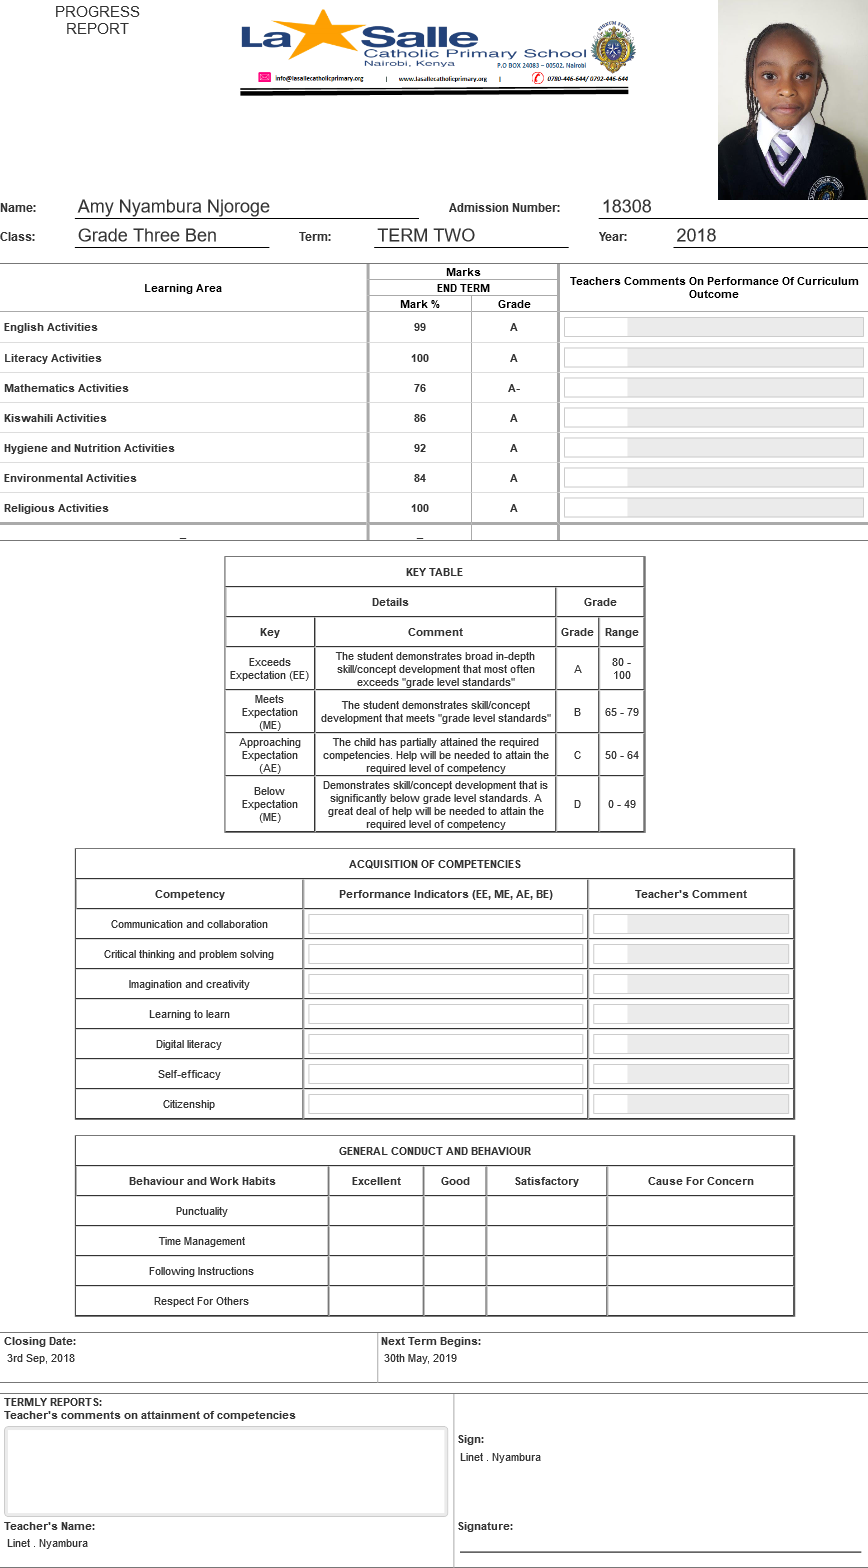 PROGRESS
REPORT
La Salle
Catholic Primary School
Nairobi, Kenya
P.O BOX 24083 – 00502, Nairobi
info@lasallecatholicprimary.org | www.lasallecatholicprimary.org | 0780-446-644/ 0792-446-644
Name: Amy Nyambura Njoroge Admission Number: 18308
Class: Grade Three Ben Term: TERM TWO Year: 2018
Learning Area Marks Teachers Comments On Performance Of Curriculum Outcome
END TERM
Mark % Grade
English Activities 99 A
Literacy Activities 100 A
Mathematics Activities 76 A-
Kiswahili Activities 86 A
Hygiene and Nutrition Activities 92 A
Environmental Activities 84 A
Religious Activities 100 A
_ _
KEY TABLE
Details Grade
Key Comment Grade Range
Exceeds Expectation (EE) The student demonstrates broad in-depth skill/concept development that most often exceeds "grade level standards" A 80 - 100
Meets Expectation (ME) The student demonstrates skill/concept development that meets "grade level standards" B 65 - 79
Approaching Expectation (AE) The child has partially attained the required competencies. Help will be needed to attain the required level of competency C 50 - 64
Below Expectation (ME) Demonstrates skill/concept development that is significantly below grade level standards. A great deal of help will be needed to attain the required level of competency D 0 - 49
ACQUISITION OF COMPETENCIES
Competency Performance Indicators (EE, ME, AE, BE) Teacher's Comment
Communication and collaboration
Critical thinking and problem solving
Imagination and creativity
Learning to learn
Digital literacy
Self-efficacy
Citizenship
GENERAL CONDUCT AND BEHAVIOUR
Behaviour and Work Habits Excellent Good Satisfactory Cause For Concern
Punctuality
Time Management
Following Instructions
Respect For Others
Closing Date: Next Term Begins:
3rd Sep, 2018 30th May, 2019
TERMLY REPORTS:
Teacher's comments on attainment of competencies
Sign:
Linet . Nyambura
Teacher's Name: Signature:
Linet . Nyambura